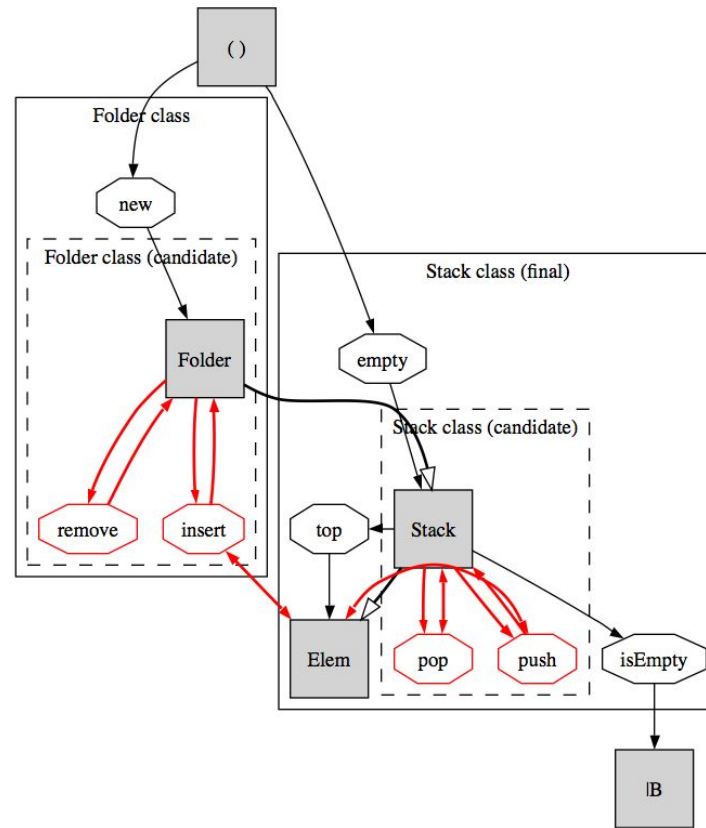 ( )
Folder class
new
Folder class (candidate)
Stack class (final)
Folder
empty
Stack class (candidate)
remove
insert
top
Stack
Elem
pop
push
isEmpty
|B